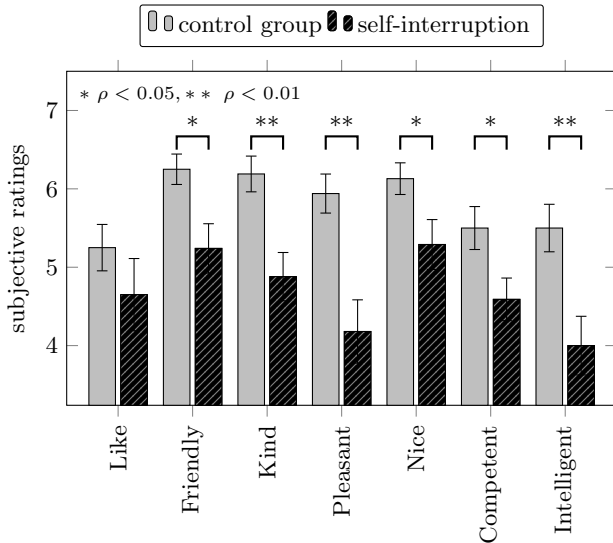 control group self-interruption
∗ ρ < 0.05, ∗∗ ρ < 0.01
subjective ratings
7
6
5
4
∗ ∗∗ ∗∗ ∗ ∗ ∗∗
Like Friendly Kind Pleasant Nice Competent Intelligent